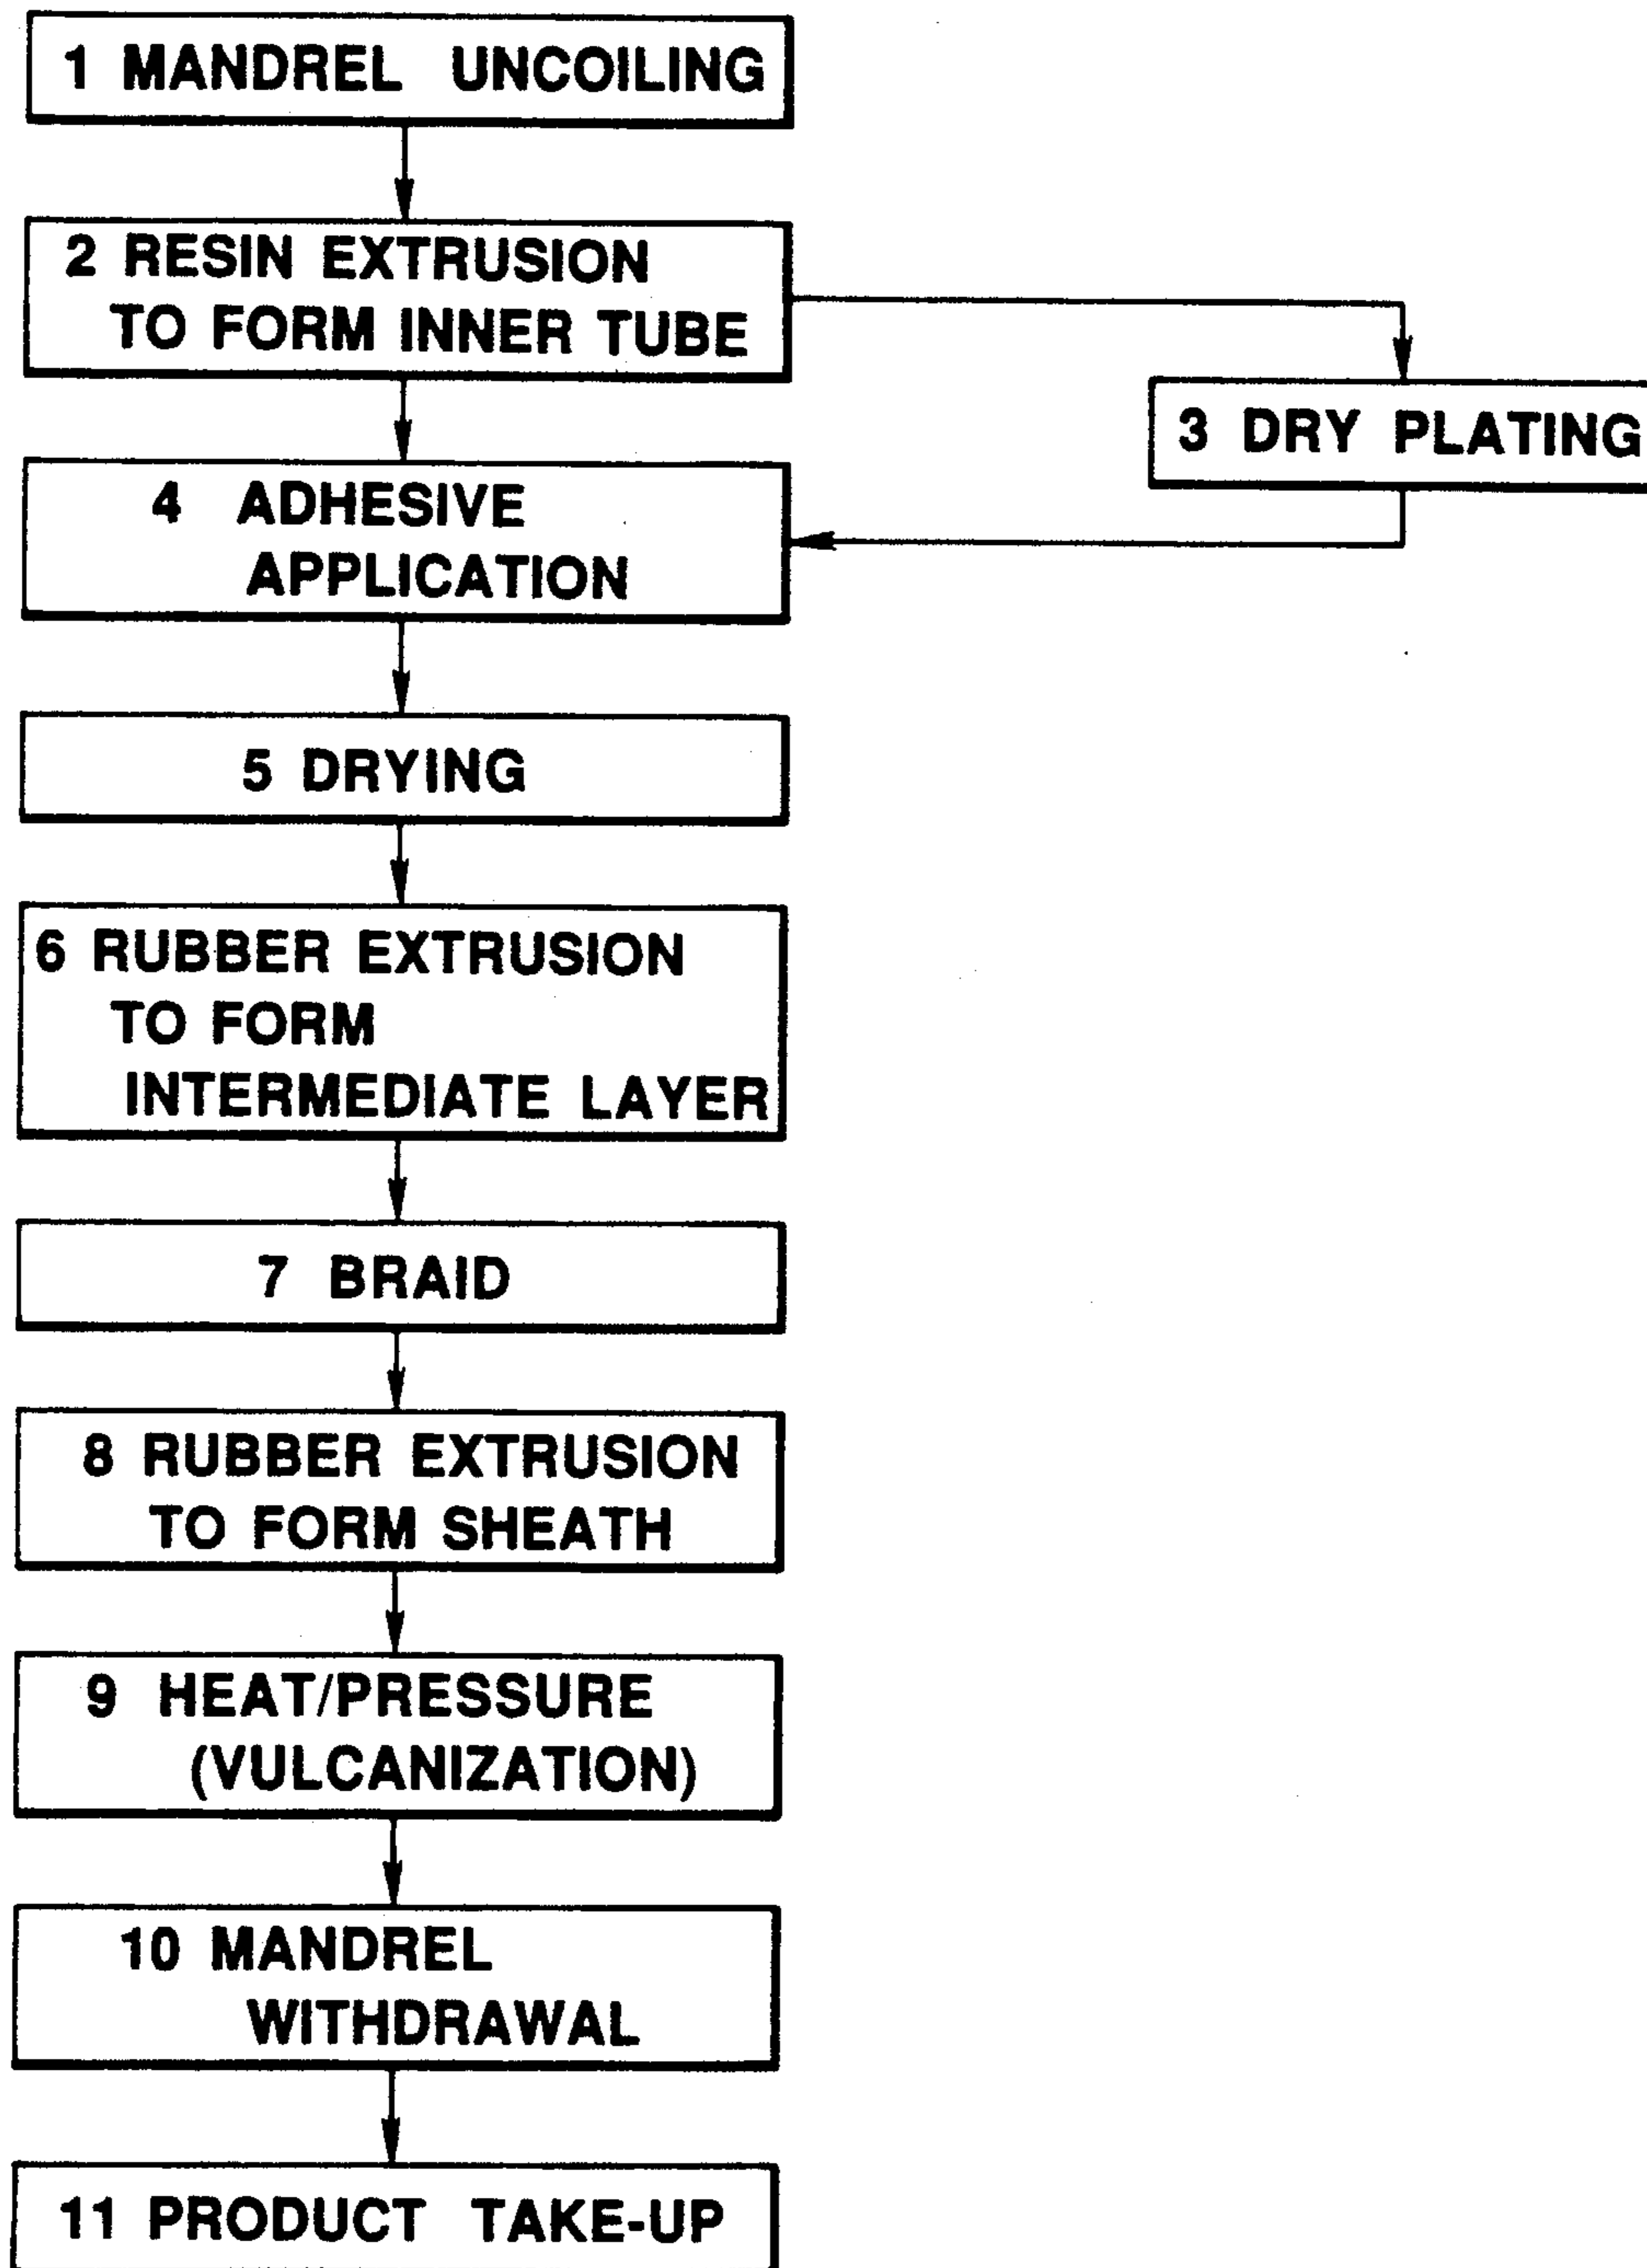 1 MANDREL UNCOILING
2 RESIN EXTRUSION
TO FORM INNER TUBE
3 DRY PLATING
4 ADHESIVE
APPLICATION
5 DRYING
6 RUBBER EXTRUSION
TO FORM
INTERMEDIATE LAYER
7 BRAID
8 RUBBER EXTRUSION
TO FORM SHEATH
9 HEAT/PRESSURE
(VULCANIZATION)
10 MANDREL
WITHDRAWAL
11 PRODUCT TAKE-UP